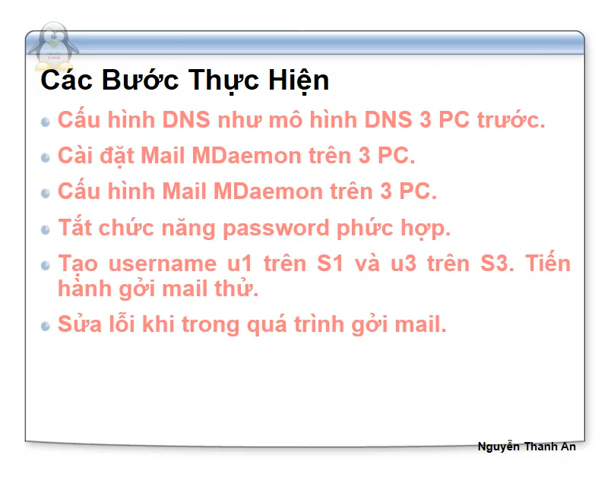 Các Bước Thực Hiện
Cấu hình DNS như mô hình DNS 3 PC trước.
Cài đặt Mail MDaemon trên 3 PC.
Cấu hình Mail MDaemon trên 3 PC.
Tắt chức năng password phức hợp.
Tạo username u1 trên S1 và u3 trên S3. Tiến
hành gởi mail thử.
Sửa lỗi khi trong quá trình gởi mail.
Nguyễn Thanh An